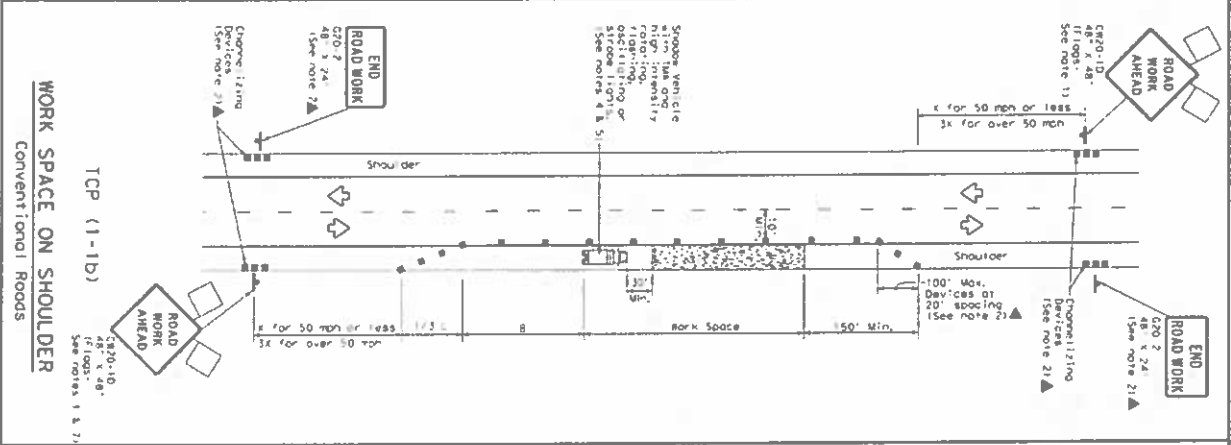 CW20-1D
48" X 48"
(Flags-
See note 1)
ROAD
WORK
AHEAD
x for 50 mph or less
3x for over 50 mph
Shadow Vehicle
with TMA and
high intensity
rotating,
flashing,
oscillating or
strobe lights.
(See notes 4 & 5)
END
ROAD WORK
G20-2
48" X 24"
(See note 2)▲
Channelizing
Devices
(See note 2)▲
Shoulder
10'
Min.
30'
Min.
Shoulder
-100' Max.
Devices at
20' spacing
(See note 2)▲
x for 50 mph or less
3x for over 50 mph
1/3 L
B
Work Space
50' Min.
Channelizing
Devices
(See note 2)▲
END
ROAD WORK
G20-2
48" X 24"
(See note 2)▲
ROAD
WORK
AHEAD
CW20-1D
48" X 48"
(Flags-
See notes 1 & 7)
TCP (1-1b)
WORK SPACE ON SHOULDER
Conventional Roads